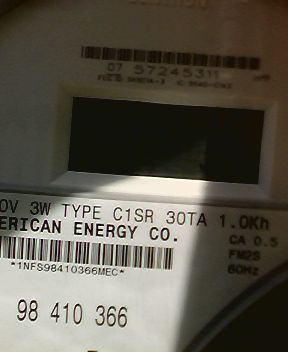 07 57245311
0V 3W TYPE C1SR 30TA 1.0Kh
ERICAN ENERGY CO.
CA 0.5
FM2S
60Hz
*1NFS98410366MEC*
98 410 366